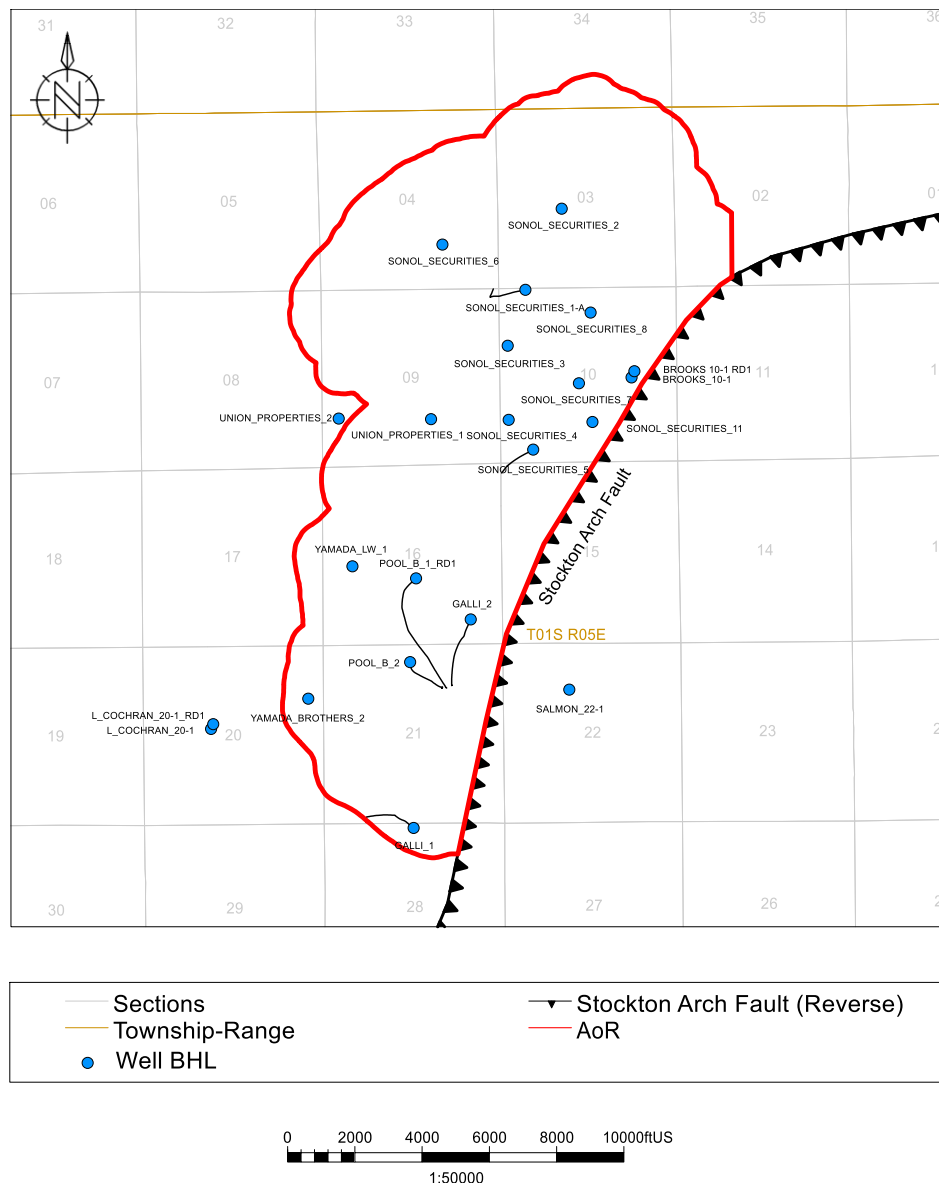 31 32 33 34 35 36
N
06 05 04 03 02 01
SONOL_SECURITIES_2
SONOL_SECURITIES_6
SONOL_SECURITIES_1-A
SONOL_SECURITIES_8
SONOL_SECURITIES_3
BROOKS 10-1 RD1
07 08 09 10 11
BROOKS_10-1
SONOL_SECURITIES_7
UNION_PROPERTIES_2
UNION_PROPERTIES_1
SONOL_SECURITIES_4
SONOL_SECURITIES_11
SONOL_SECURITIES_5
Stockton Arch Fault
18 17 16 15 14 1
YAMADA_LW_1
POOL_B_1_RD1
GALLI_2
T01S R05E
POOL_B_2
SALMON_22-1
L_COCHRAN_20-1_RD1
YAMADA_BROTHERS_2
L_COCHRAN_20-1
19 20 21 22 23 2
GALLI_1
30 29 28 27 26 2
Sections
Stockton Arch Fault (Reverse)
Township-Range
AoR
Well BHL
0 2000 4000 6000 8000 10000ftUS
1:50000